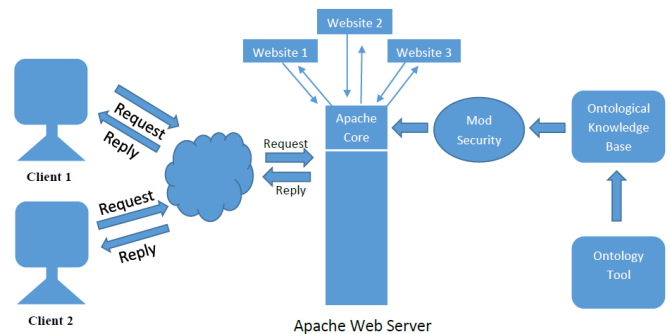 Website 2
Website 1
Website 3
Request
Reply
Client 1
Request
Reply
Apache
Core
Mod
Security
Ontological
Knowledge
Base
Request
Reply
Client 2
Ontology
Tool
Apache Web Server